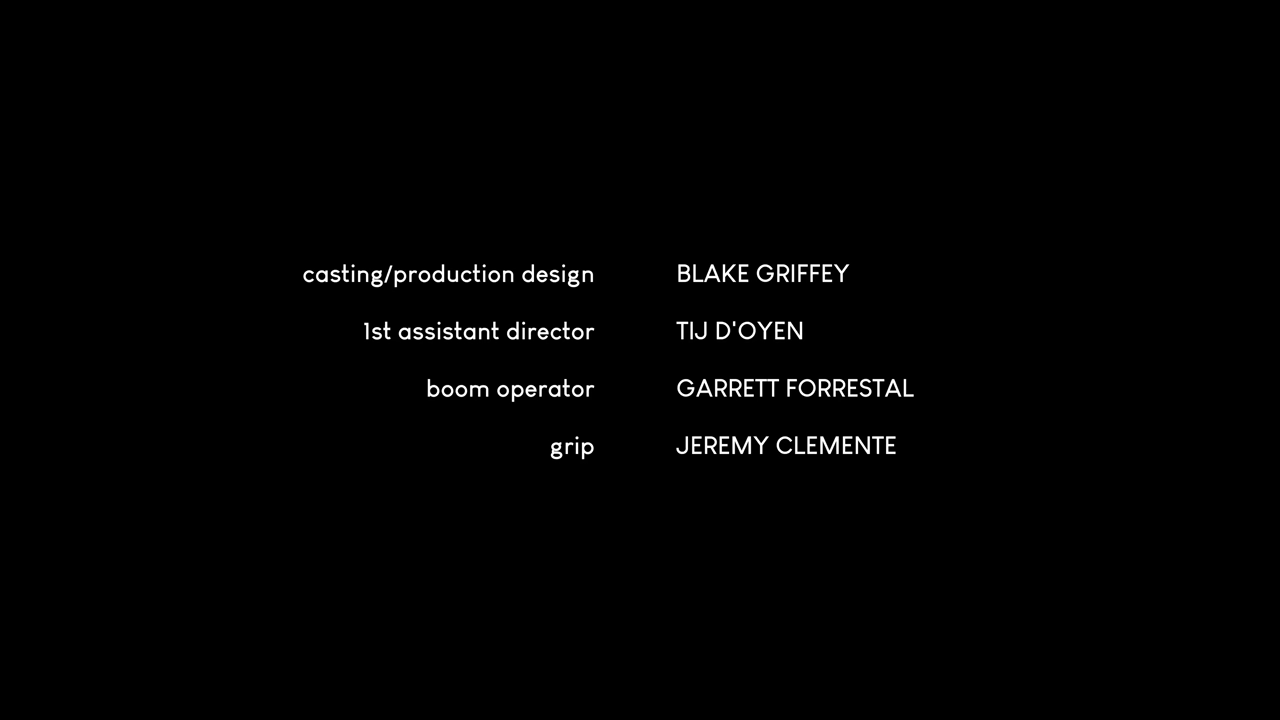 casting/production design BLAKE GRIFFEY
1st assistant director TIJ D'OYEN
boom operator GARRETT FORRESTAL
grip JEREMY CLEMENTE